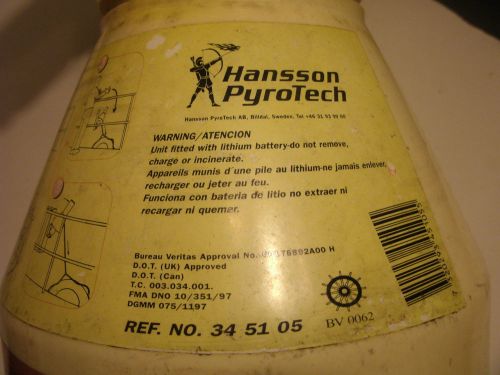 Hansson
PyroTech
Hansson PyroTech AB, Billdal, Sweden, Tel +46 31 93 99 60
WARNING/ATENCION
Unit fitted with lithium battery-do not remove,
charge or incinerate.
Appareils munis d'une pile au lithium-ne jamais enlever,
recharger ou jeter au feu.
Funciona con bateria de litio no extraer ni
recargar ni quemar.
Bureau Veritas Approval No. 176892A00 H
D.O.T. (UK) Approved
D.O.T. (Can)
T.C. 003.034.001.
FMA DNO 10/351/97
DGMM 075/1197
REF. NO. 34 51 05
BV 0062